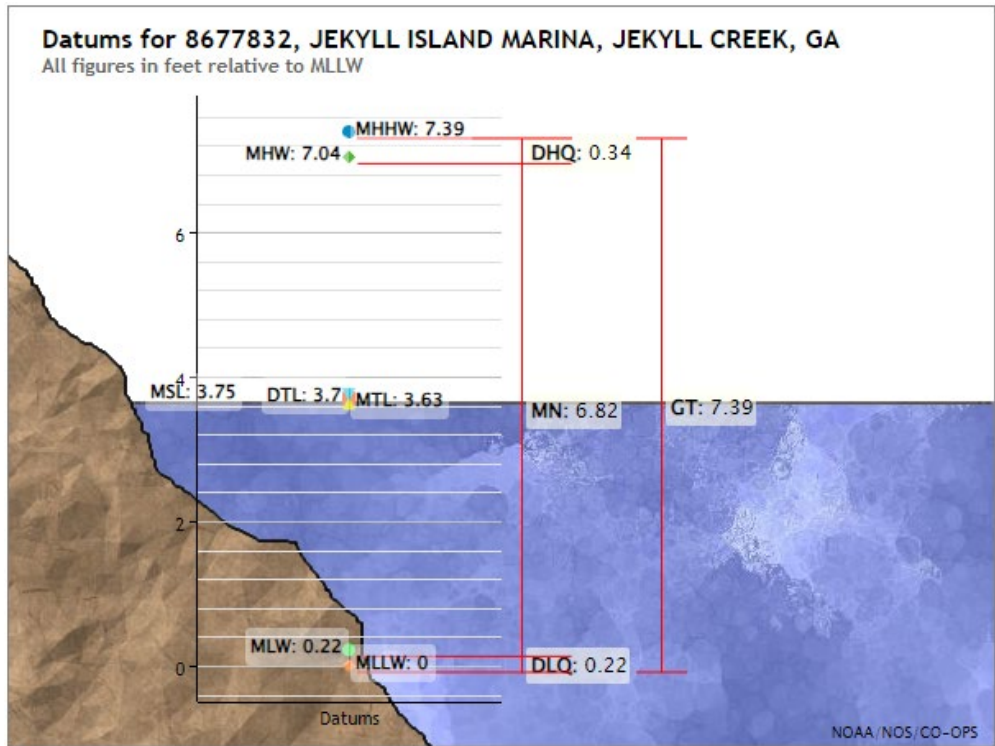 Datums for 8677832, JEKYLL ISLAND MARINA, JEKYLL CREEK, GA
All figures in feet relative to MLLW
MHHW: 7.39
MHW: 7.04
DHQ: 0.34
6
4
MSL: 3.75
DTL: 3.7
MTL: 3.63
MN: 6.82
GT: 7.39
2
MLW: 0.22
0
MLLW: 0
DLQ: 0.22
Datums
NOAA/NOS/CO-OPS